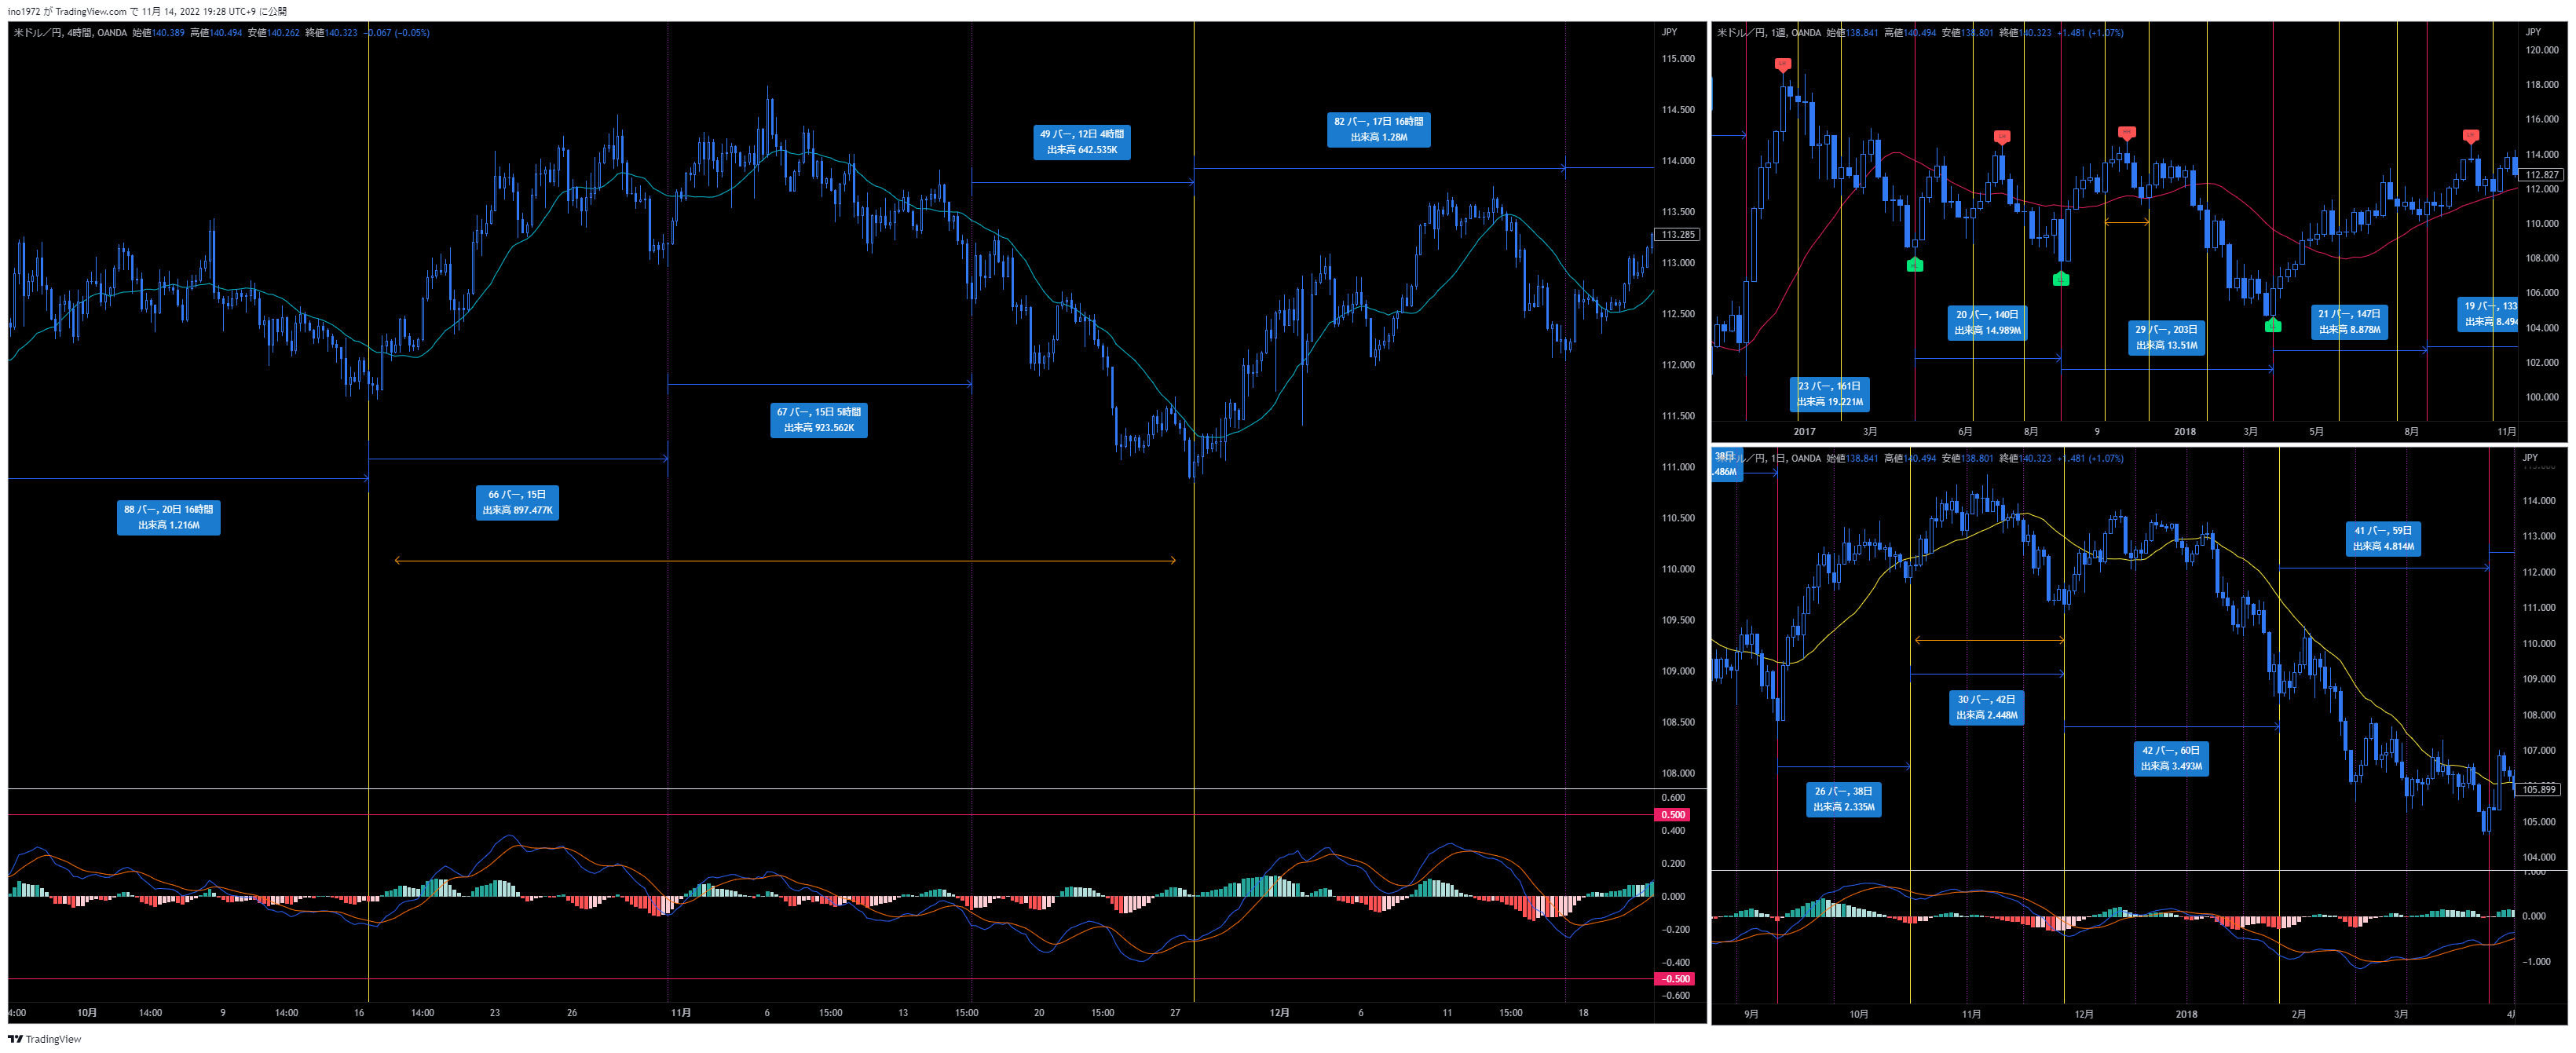 ino1972 が TradingView.com で 11月 14, 2022 19:28 UTC+9 に公開
米ドル／円, 4時間, OANDA 始値140.389 高値140.494 安値140.262 終値140.323 −0.067 (−0.05%)
JPY
115.000
114.500
114.000
113.500
113.285
113.000
112.500
112.000
111.500
111.000
110.500
110.000
109.500
109.000
108.500
108.000
49 バー, 12日 4時間
出来高 642.535K
82 バー, 17日 16時間
出来高 1.28M
67 バー, 15日 5時間
出来高 923.562K
66 バー, 15日
出来高 897.477K
88 バー, 20日 16時間
出来高 1.216M
0.600
0.500
0.400
0.200
0.000
−0.200
−0.400
−0.500
−0.600
4:00 10月 14:00 9 14:00 16 14:00 23 26 11月 6 15:00 13 15:00 20 15:00 27 12月 6 11 15:00 18
米ドル／円, 1週, OANDA 始値138.841 高値140.494 安値138.801 終値140.323 +1.481 (+1.07%)
JPY
120.000
118.000
116.000
114.000
112.827
112.000
110.000
108.000
106.000
104.000
102.000
100.000
20 バー, 140日
出来高 14.989M
29 バー, 203日
出来高 13.51M
21 バー, 147日
出来高 8.878M
19 バー, 133
出来高 8.494
23 バー, 161日
出来高 19.221M
2017 3月 6月 8月 9 2018 3月 5月 8月 11月
米ドル／円, 1日, OANDA 始値138.841 高値140.494 安値138.801 終値140.323 +1.481 (+1.07%)
38日
.486M
JPY
114.000
113.000
112.000
111.000
110.000
109.000
108.000
107.000
105.899
105.000
104.000
41 バー, 59日
出来高 4.814M
30 バー, 42日
出来高 2.448M
42 バー, 60日
出来高 3.493M
26 バー, 38日
出来高 2.335M
1.000
0.000
−1.000
9月 10月 11月 12月 2018 2月 3月
TradingView